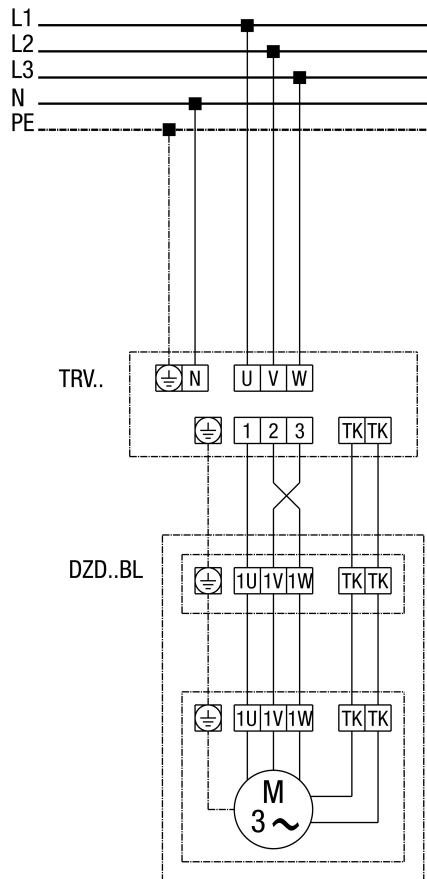 L1
L2
L3
N
PE
TRV..
N U V W
1 2 3 TK TK
DZD..BL
1U 1V 1W TK TK
1U 1V 1W TK TK
M
3 ~